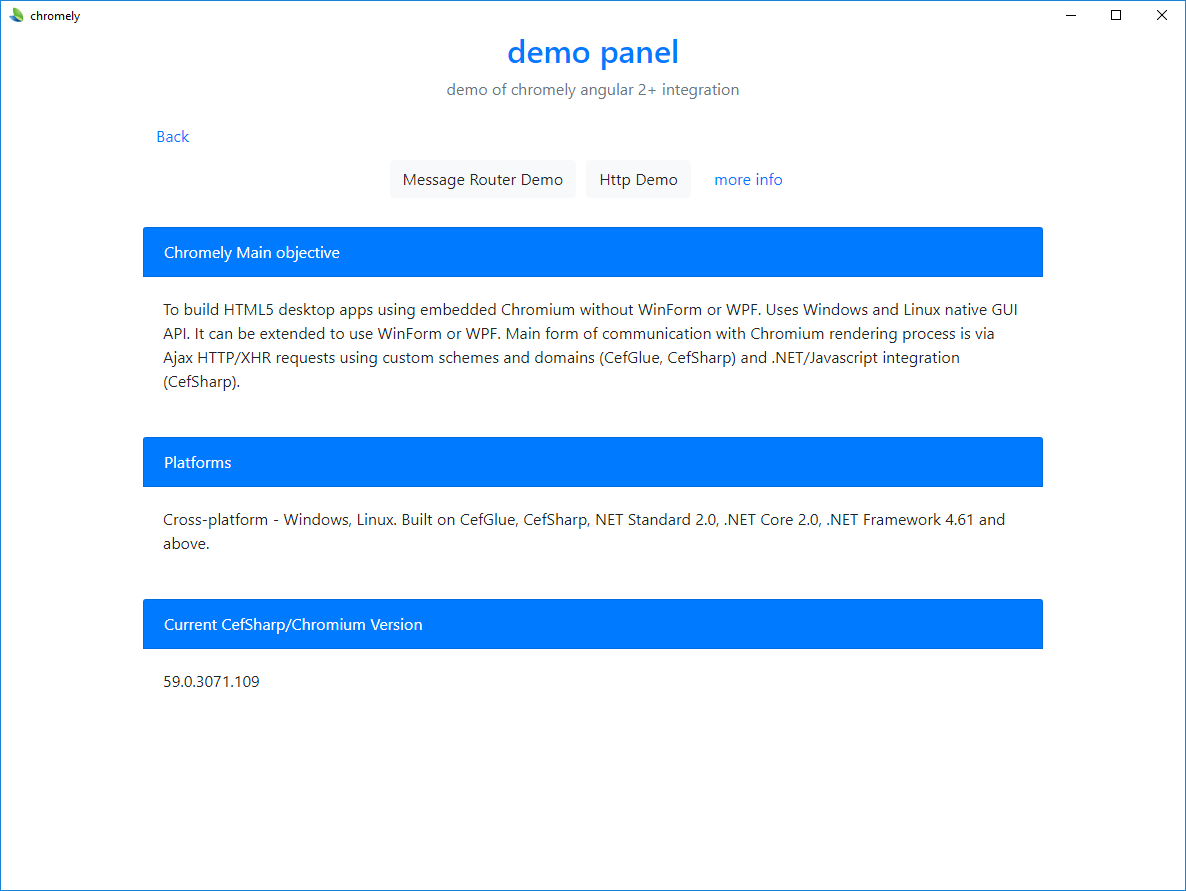 chromely
demo panel
demo of chromely angular 2+ integration
Back
Message Router Demo Http Demo more info
Chromely Main objective
To build HTML5 desktop apps using embedded Chromium without WinForm or WPF. Uses Windows and Linux native GUI
API. It can be extended to use WinForm or WPF. Main form of communication with Chromium rendering process is via
Ajax HTTP/XHR requests using custom schemes and domains (CefGlue, CefSharp) and .NET/Javascript integration
(CefSharp).
Platforms
Cross-platform - Windows, Linux. Built on CefGlue, CefSharp, NET Standard 2.0, .NET Core 2.0, .NET Framework 4.61 and
above.
Current CefSharp/Chromium Version
59.0.3071.109